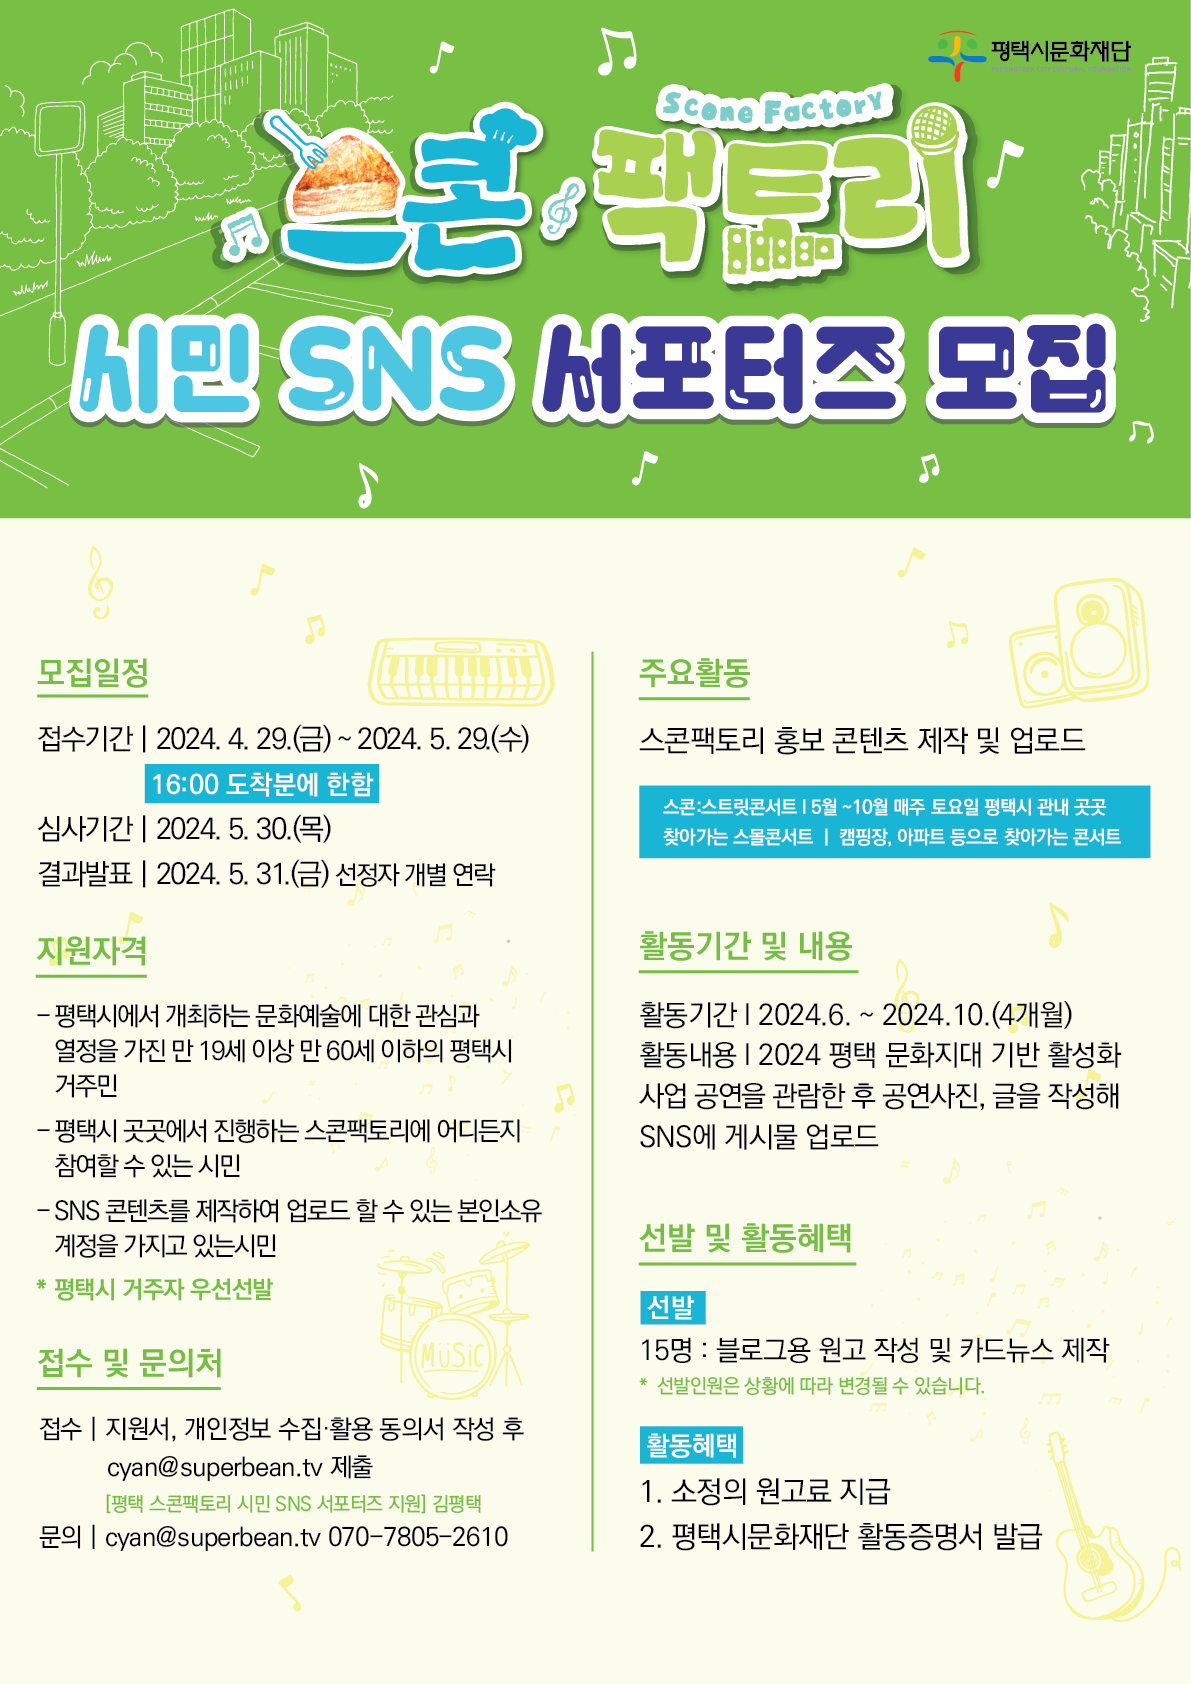 평택시문화재단
Scone Factory
스콘 팩토리
시민 SNS 서포터즈 모집
모집일정
접수기간 | 2024. 4. 29.(금) ~ 2024. 5. 29.(수)
16:00 도착분에 한함
심사기간 | 2024. 5. 30.(목)
결과발표 | 2024. 5. 31.(금) 선정자 개별 연락
지원자격
- 평택시에서 개최하는 문화예술에 대한 관심과
열정을 가진 만 19세 이상 만 60세 이하의 평택시
거주민
- 평택시 곳곳에서 진행하는 스콘팩토리에 어디든지
참여할 수 있는 시민
- SNS 콘텐츠를 제작하여 업로드 할 수 있는 본인소유
계정을 가지고 있는시민
* 평택시 거주자 우선선발
MUSIC
접수 및 문의처
접수 | 지원서, 개인정보 수집·활용 동의서 작성 후
cyan@superbean.tv 제출
[평택 스콘팩토리 시민 SNS 서포터즈 지원] 김평택
문의 | cyan@superbean.tv 070-7805-2610
주요활동
스콘팩토리 홍보 콘텐츠 제작 및 업로드
스콘:스트릿콘서트 I 5월 ~10월 매주 토요일 평택시 관내 곳곳
찾아가는 스몰콘서트 | 캠핑장, 아파트 등으로 찾아가는 콘서트
활동기간 및 내용
활동기간 I 2024.6. ~ 2024.10.(4개월)
활동내용 I 2024 평택 문화지대 기반 활성화
사업 공연을 관람한 후 공연사진, 글을 작성해
SNS에 게시물 업로드
선발 및 활동혜택
선발
15명 : 블로그용 원고 작성 및 카드뉴스 제작
* 선발인원은 상황에 따라 변경될 수 있습니다.
활동혜택
1. 소정의 원고료 지급
2. 평택시문화재단 활동증명서 발급